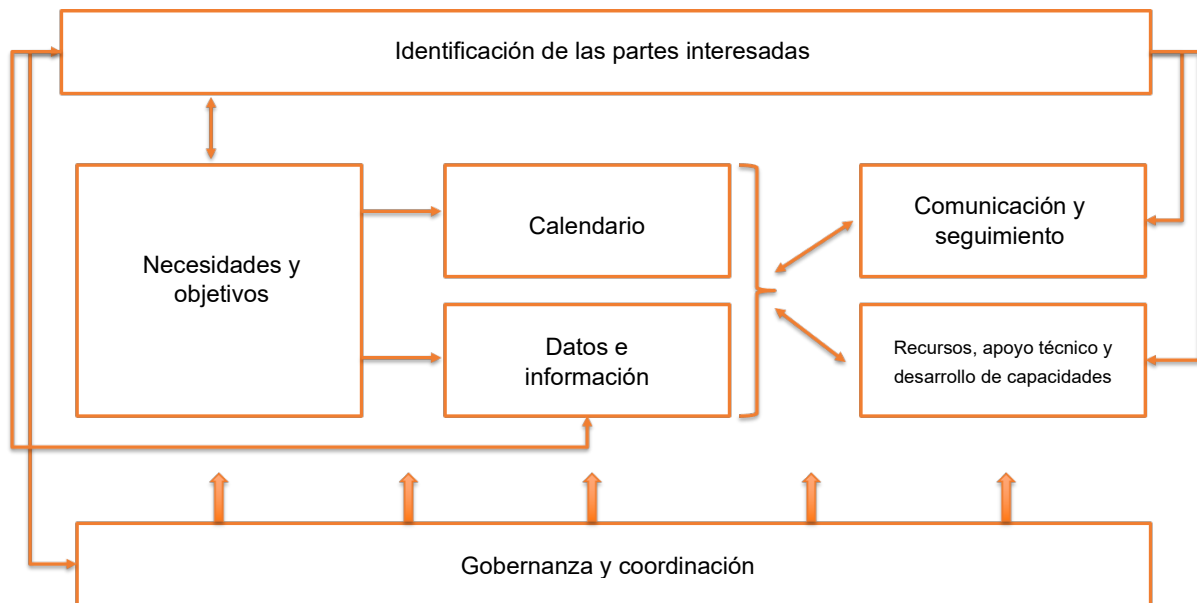 Identificación de las partes interesadas
Necesidades y
objetivos
Calendario
Datos e
información
Comunicación y
seguimiento
Recursos, apoyo técnico y
desarrollo de capacidades
Gobernanza y coordinación